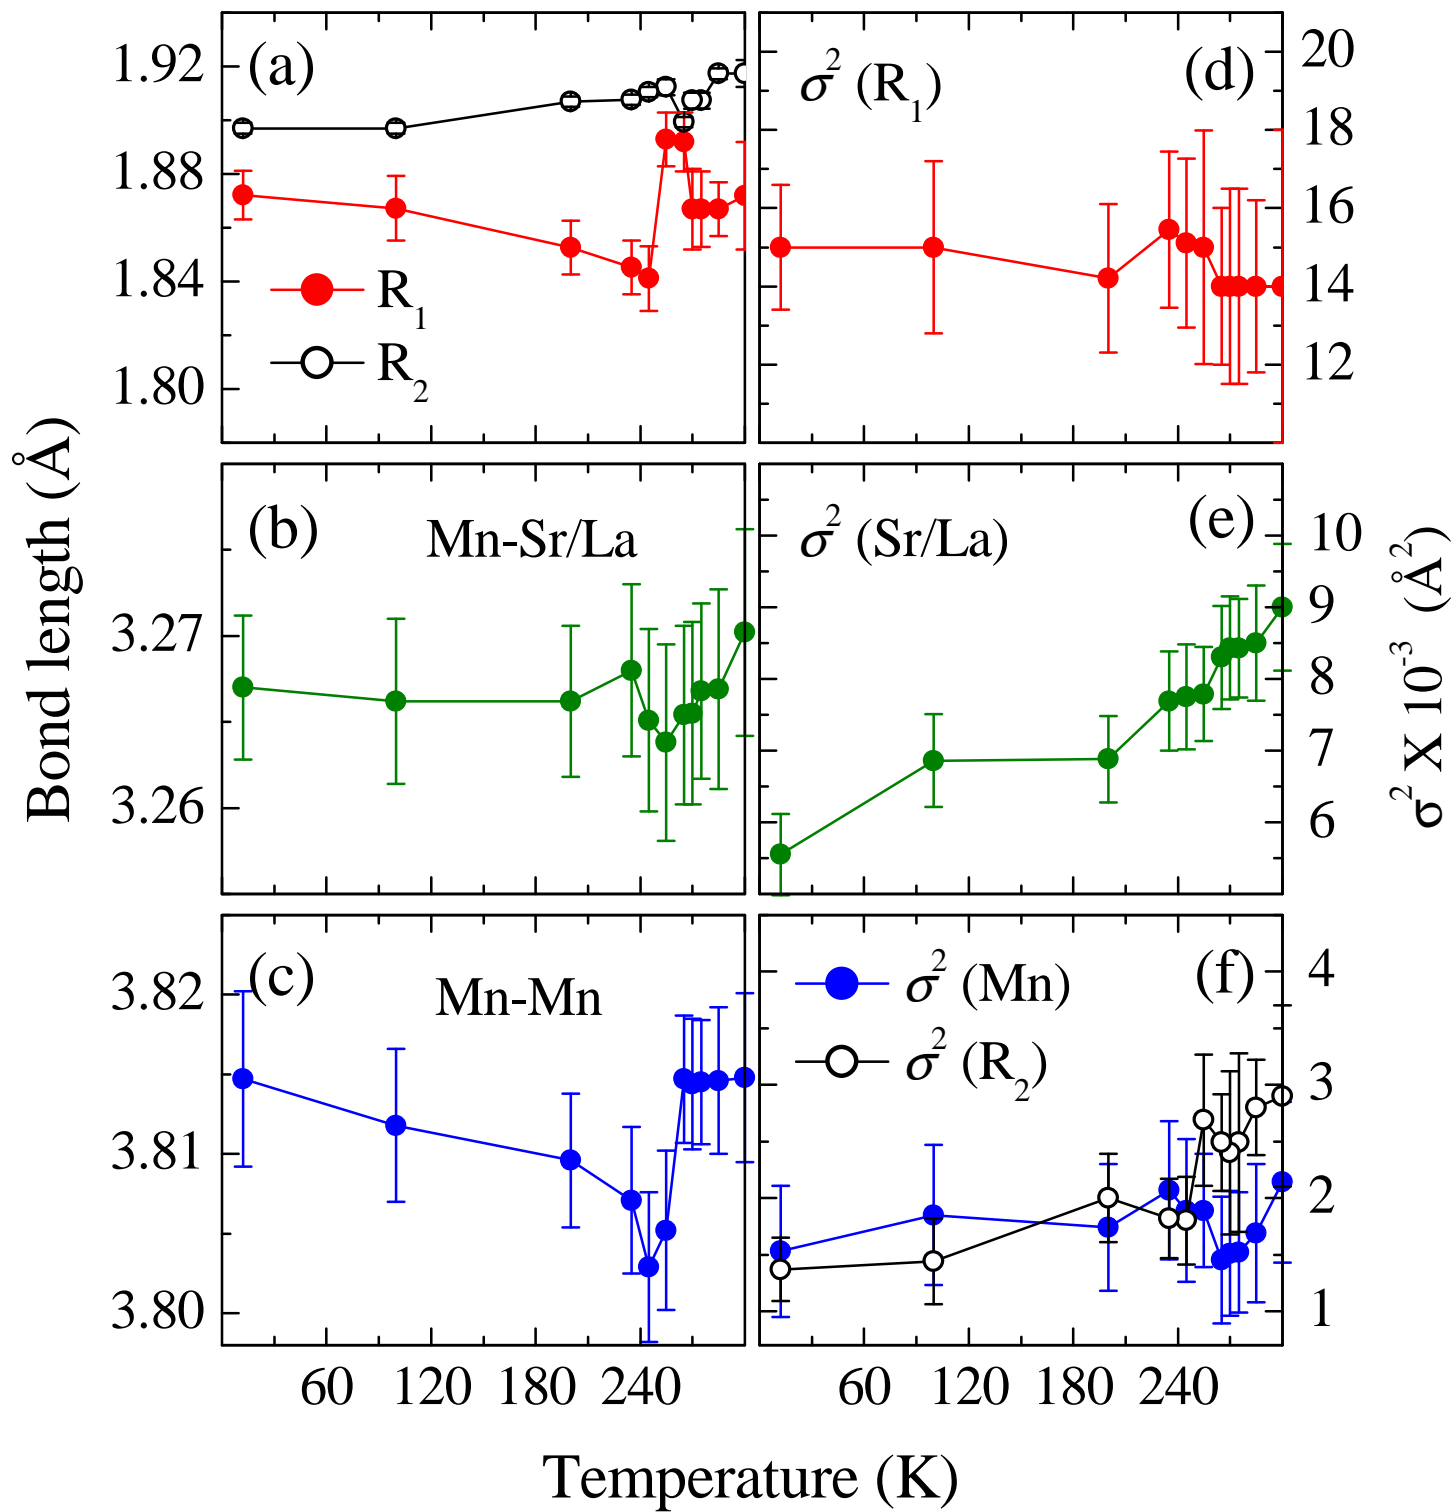 Bond length (Å)
(a)
1.92
1.88
1.84
1.80
R₁
R₂
(d)
σ² (R₁)
20
18
16
14
12
(b)
Mn-Sr/La
3.27
3.26
(e)
σ² (Sr/La)
10
9
8
7
6
σ² X 10⁻³ (Å²)
(c)
Mn-Mn
3.82
3.81
3.80
60 120 180 240
(f)
σ² (Mn)
σ² (R₂)
4
3
2
1
60 120 180 240
Temperature (K)